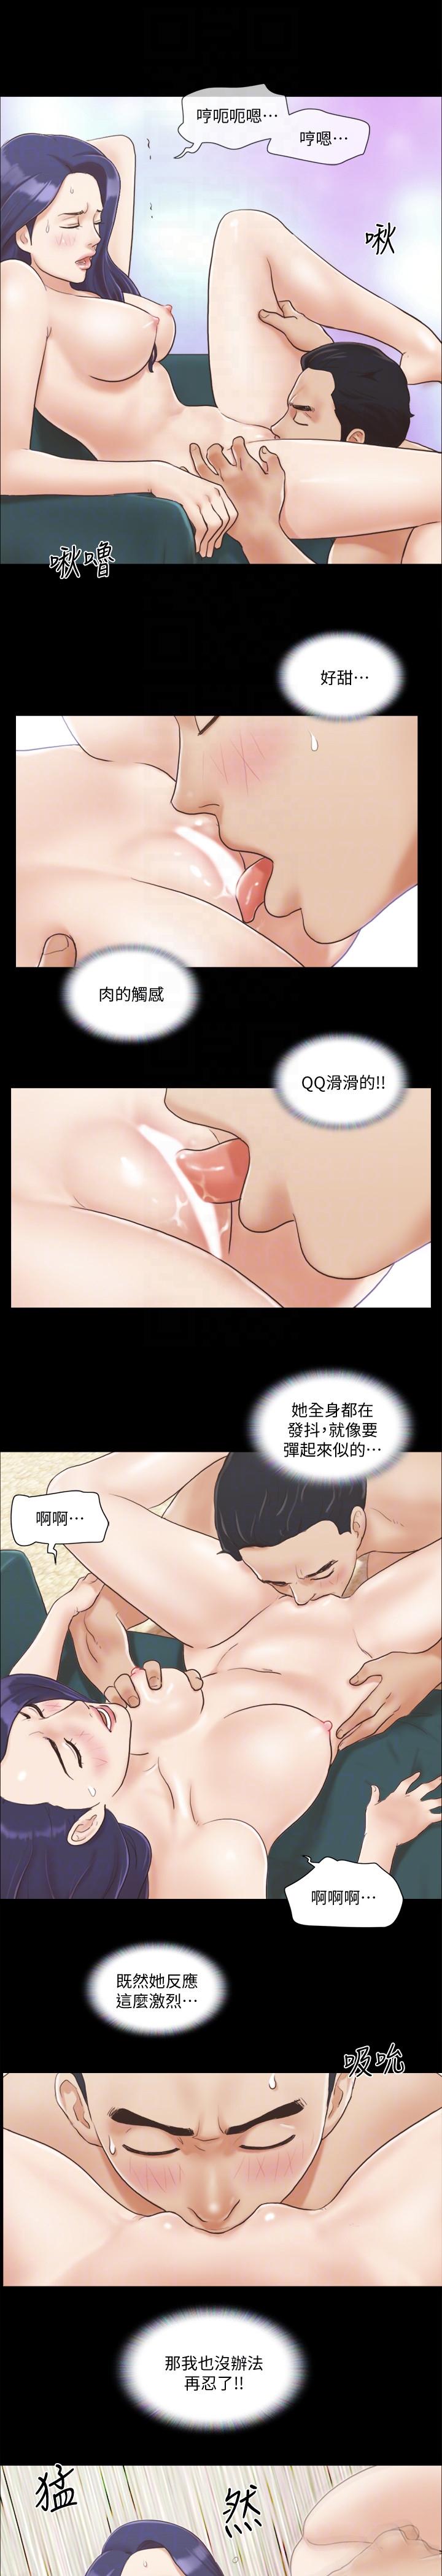 哼呃呃嗯…
哼嗯…
啾
啾嚕
好甜…
肉的觸感
QQ滑滑的!!
她全身都在
發抖，就像要
彈起來似的…
啊啊…
啊啊啊…
既然她反應
這麼激烈…
吸吮
那我也沒辦法
再忍了!!
猛
然